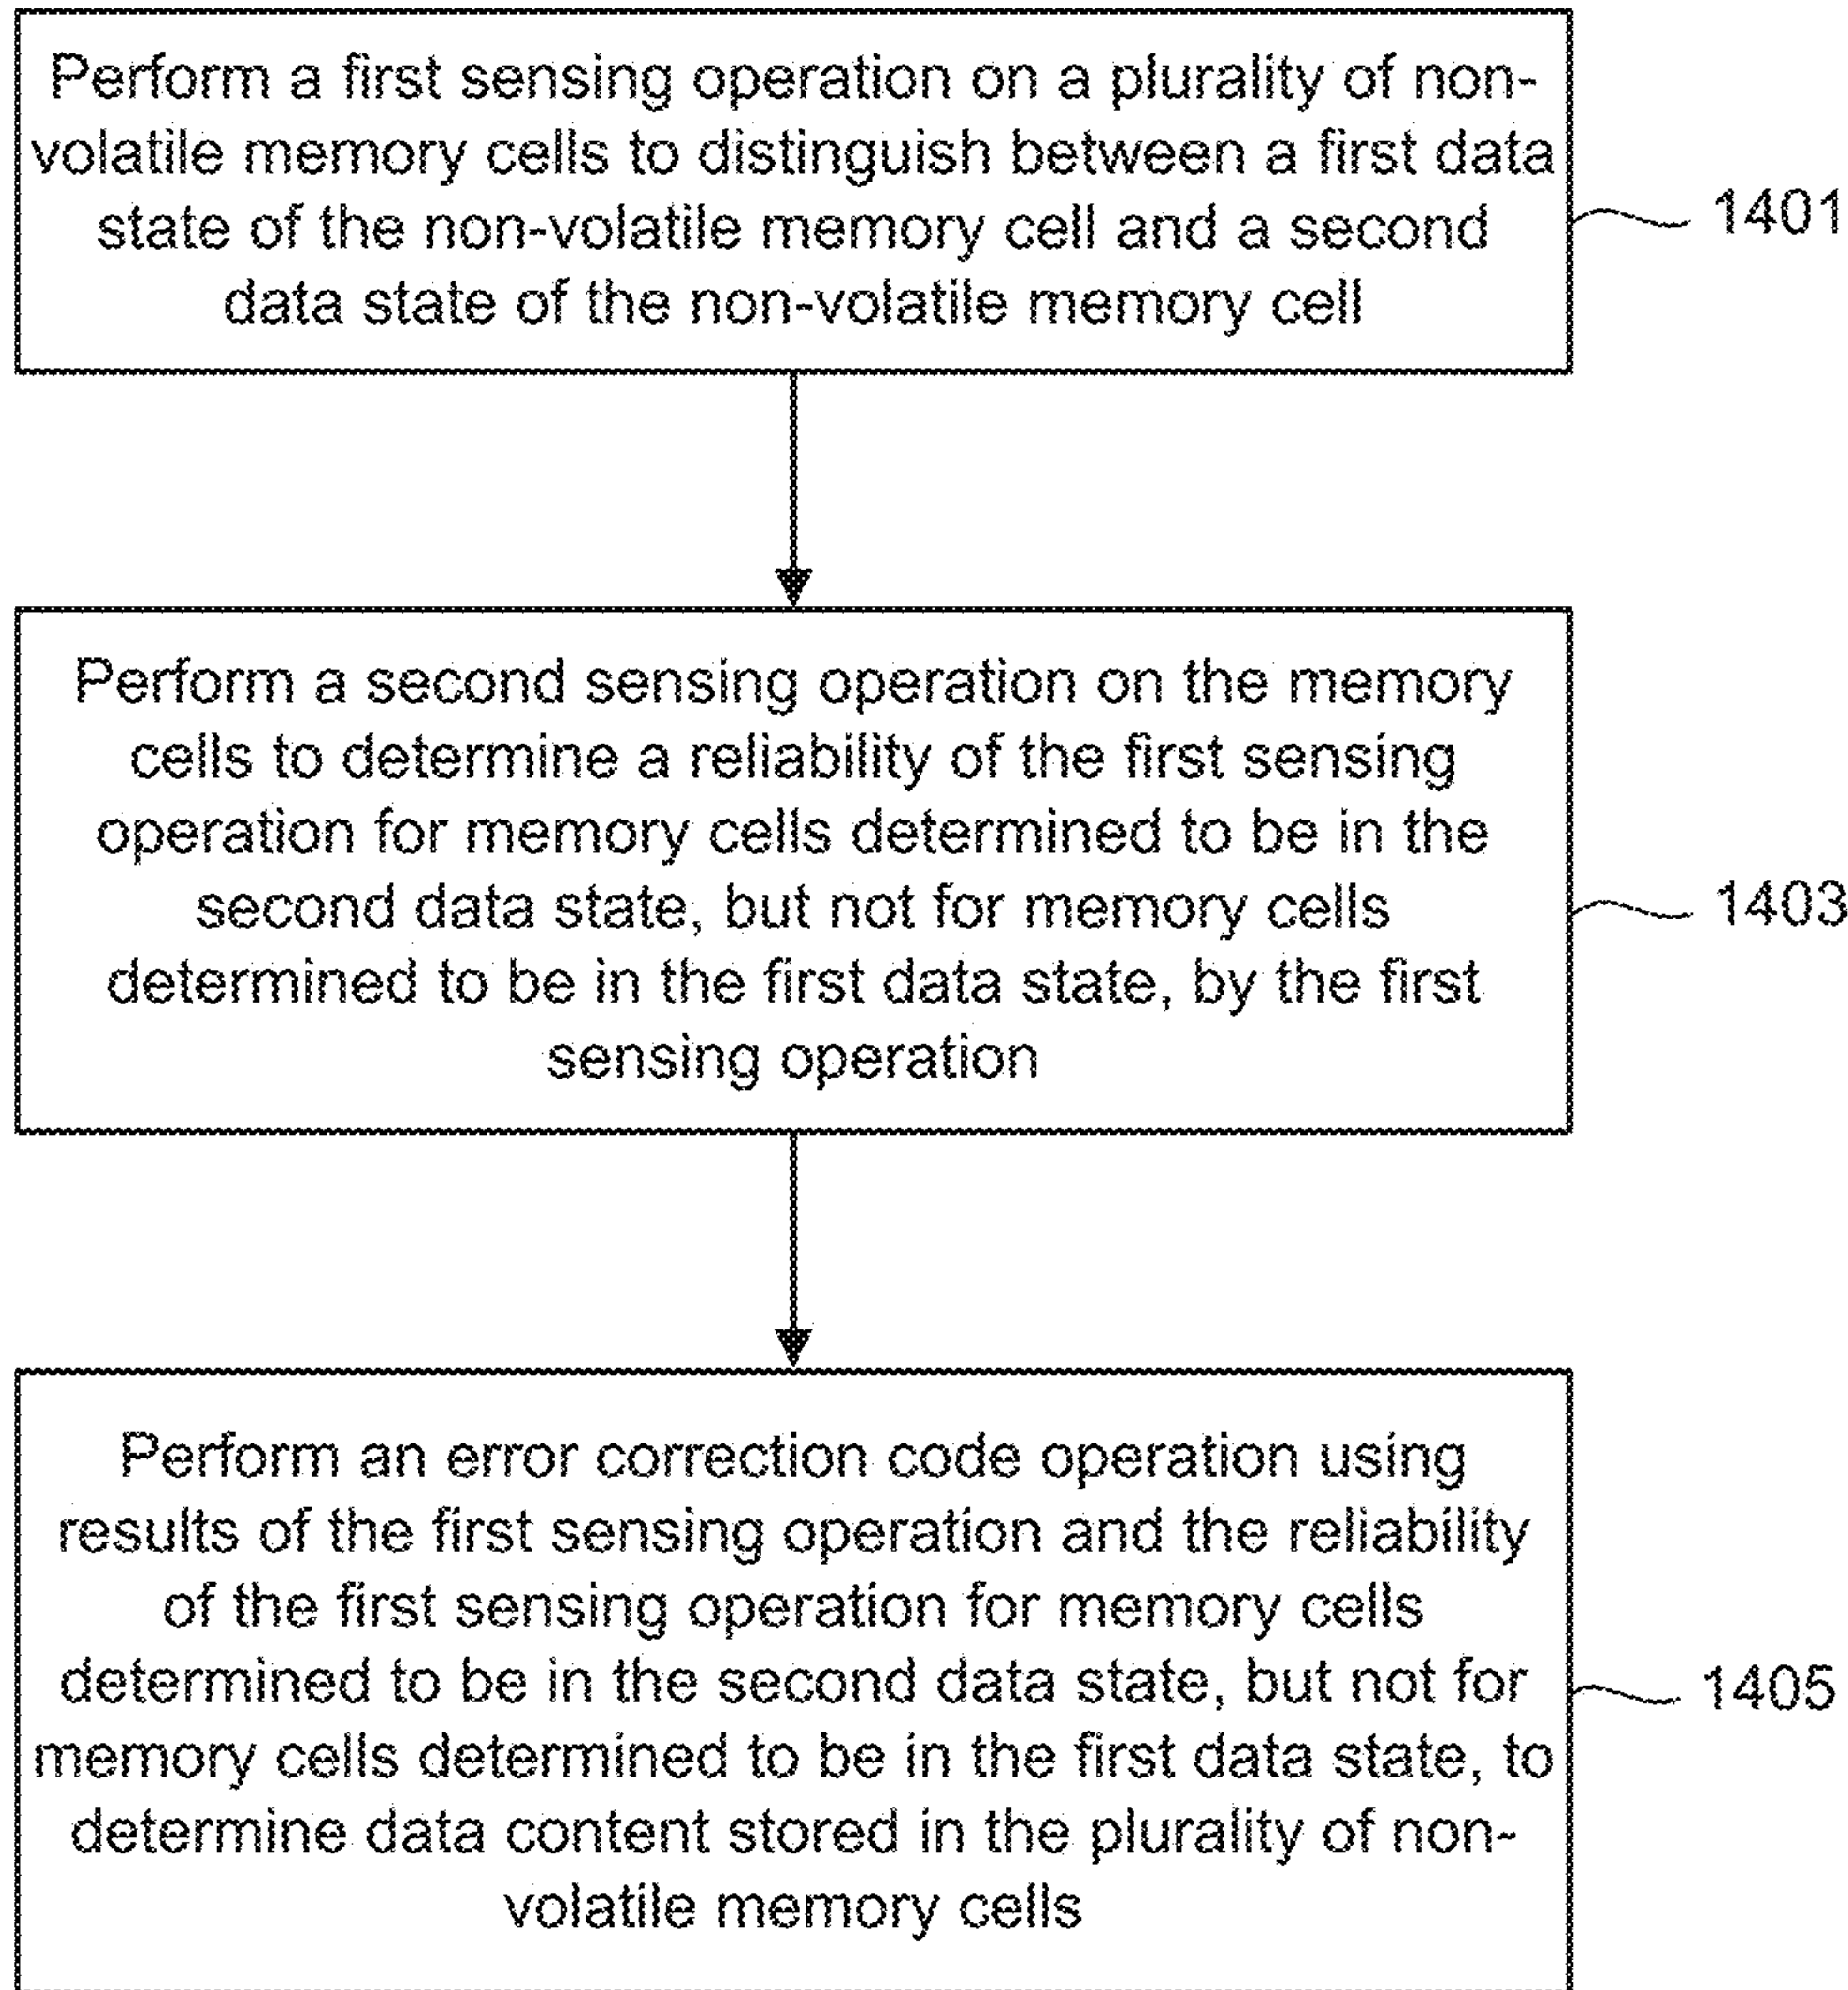 Perform a first sensing operation on a plurality of non-
volatile memory cells to distinguish between a first data
state of the non-volatile memory cell and a second
data state of the non-volatile memory cell
1401
Perform a second sensing operation on the memory
cells to determine a reliability of the first sensing
operation for memory cells determined to be in the
second data state, but not for memory cells
determined to be in the first data state, by the first
sensing operation
1403
Perform an error correction code operation using
results of the first sensing operation and the reliability
of the first sensing operation for memory cells
determined to be in the second data state, but not for
memory cells determined to be in the first data state, to
determine data content stored in the plurality of non-
volatile memory cells
1405